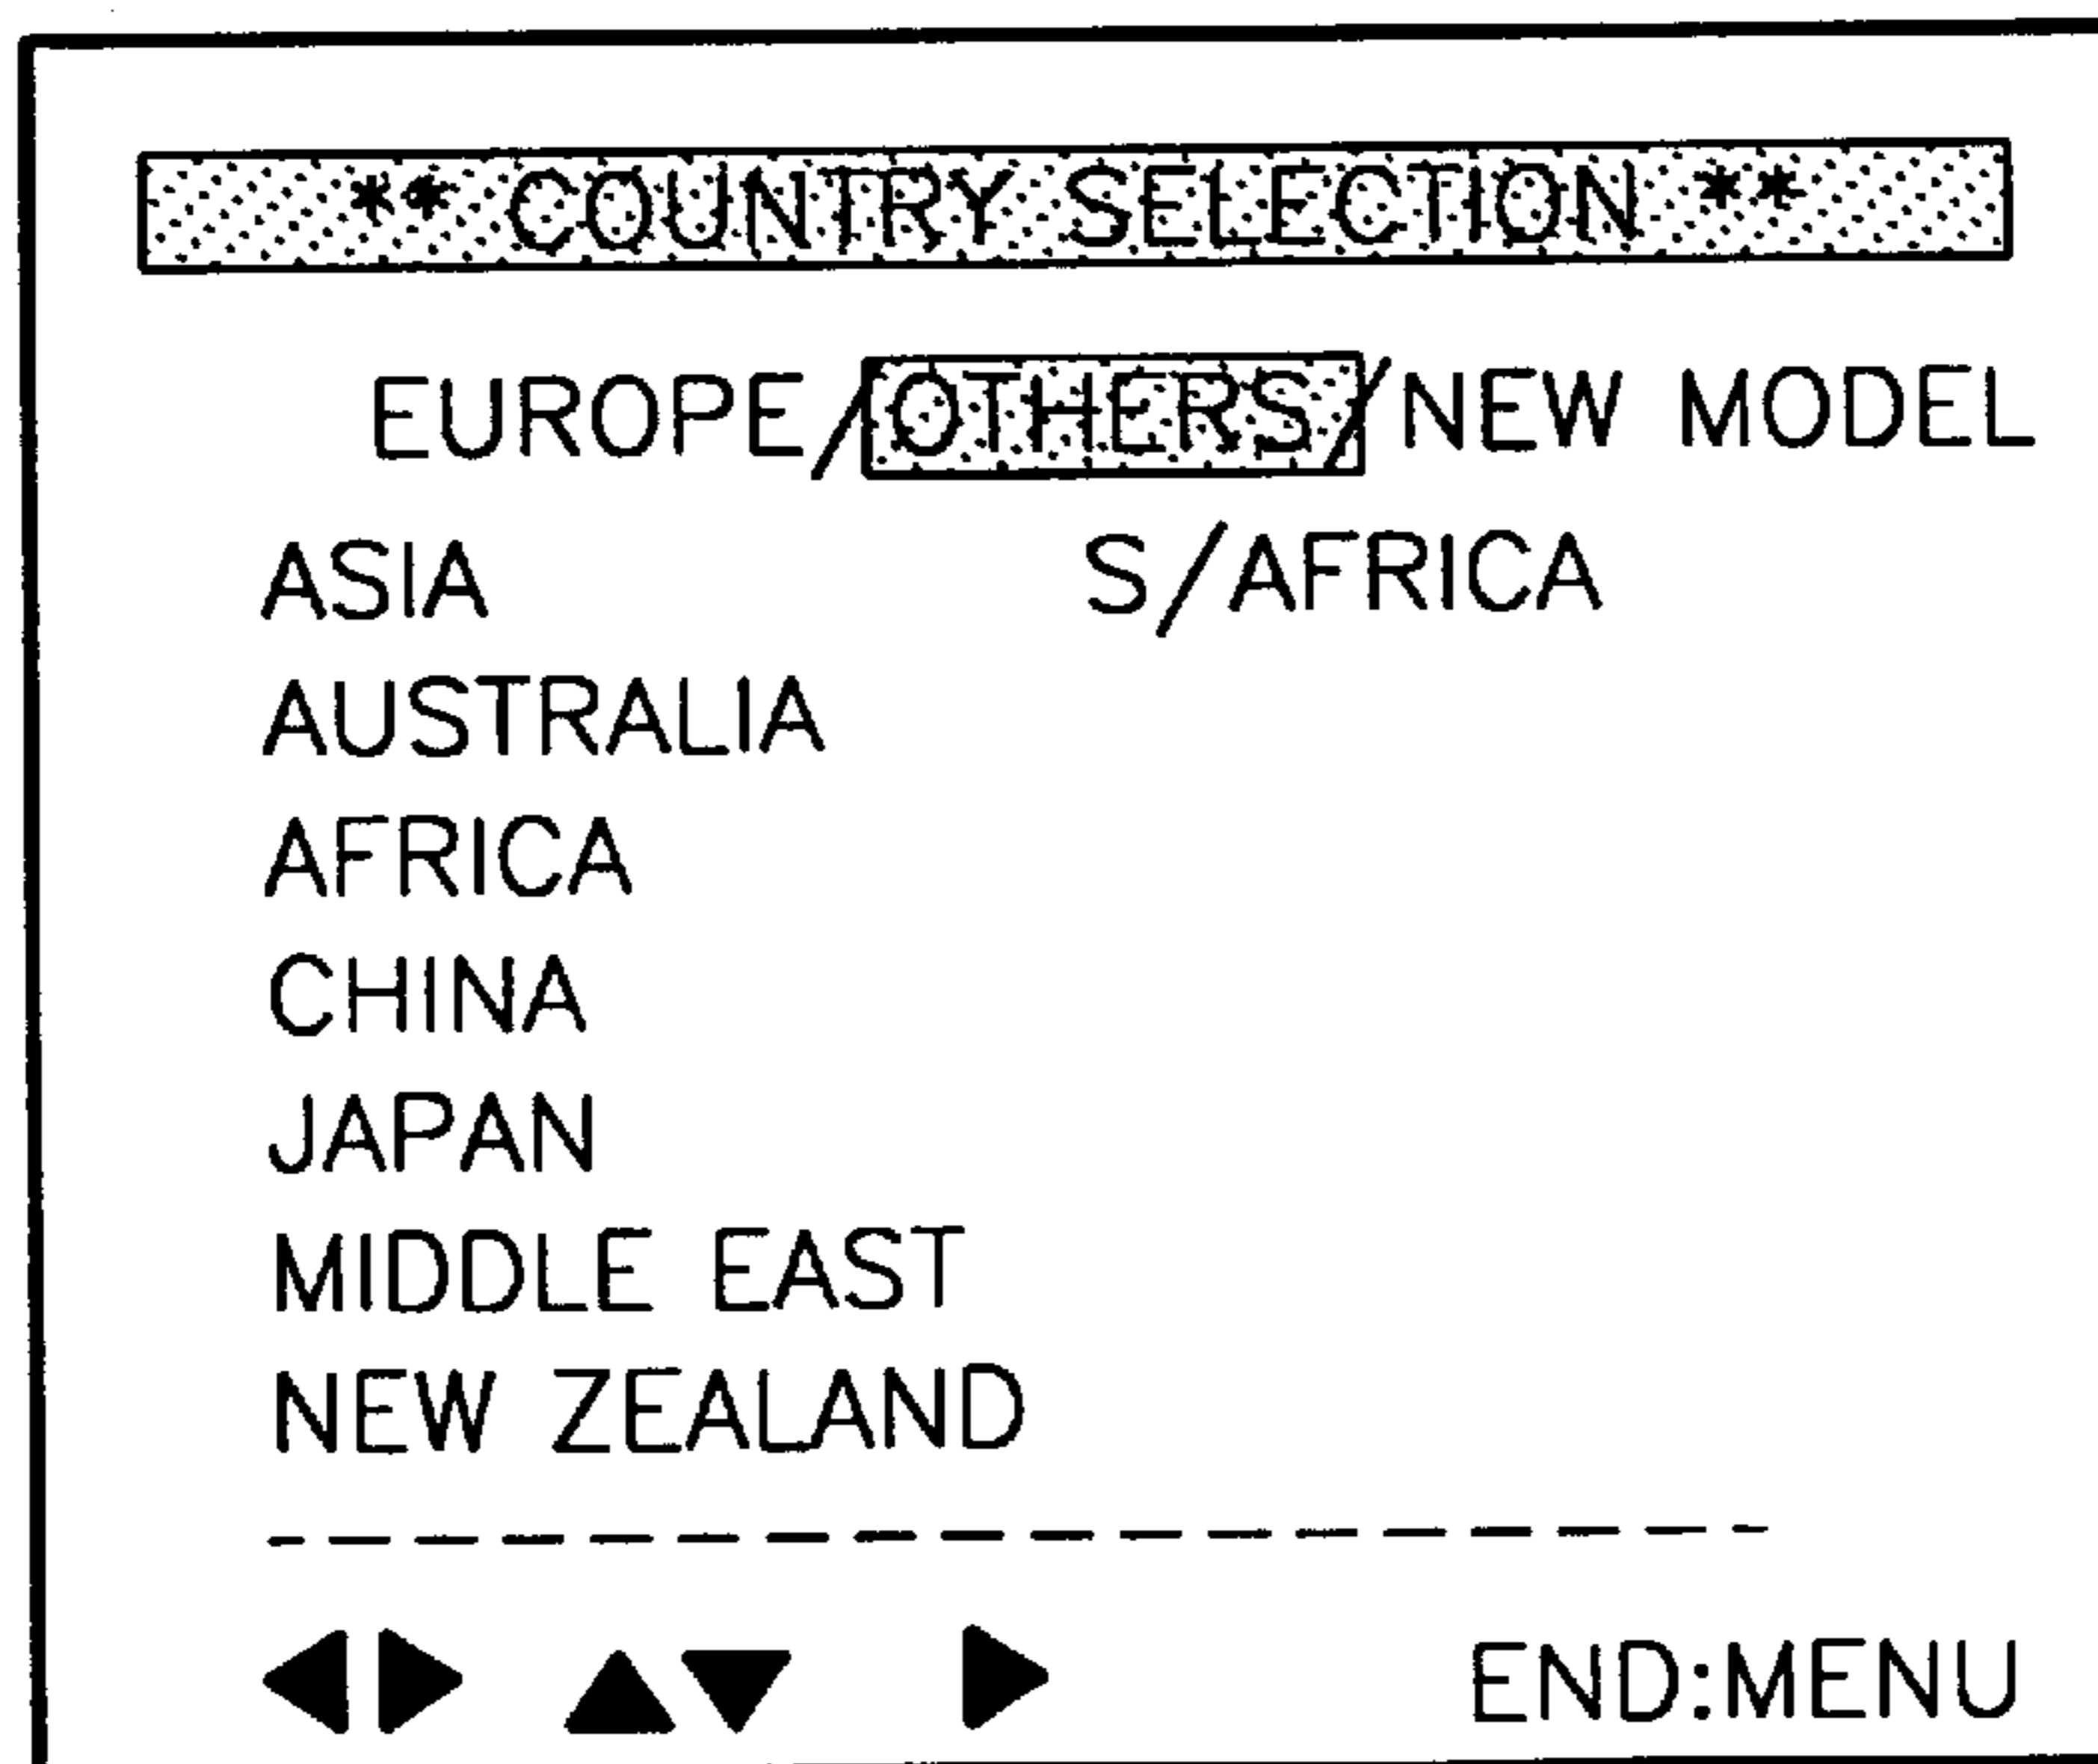 ** COUNTRY SELECTION **
EUROPE/OTHERS/NEW MODEL
ASIA S/AFRICA
AUSTRALIA
AFRICA
CHINA
JAPAN
MIDDLE EAST
NEW ZEALAND
END:MENU